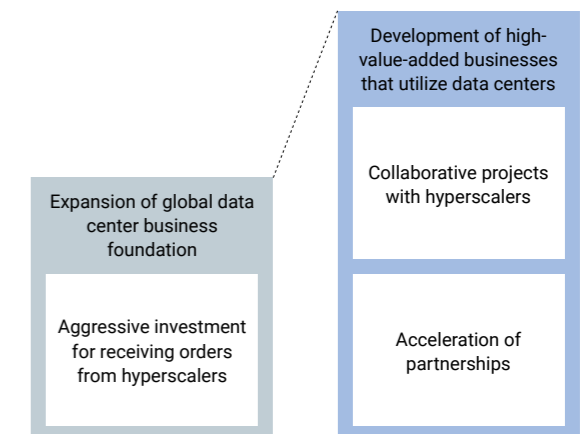 Expansion of global data
center business
foundation
Aggressive investment
for receiving orders
from hyperscalers
Development of high-
value-added businesses
that utilize data centers
Collaborative projects
with hyperscalers
Acceleration of
partnerships